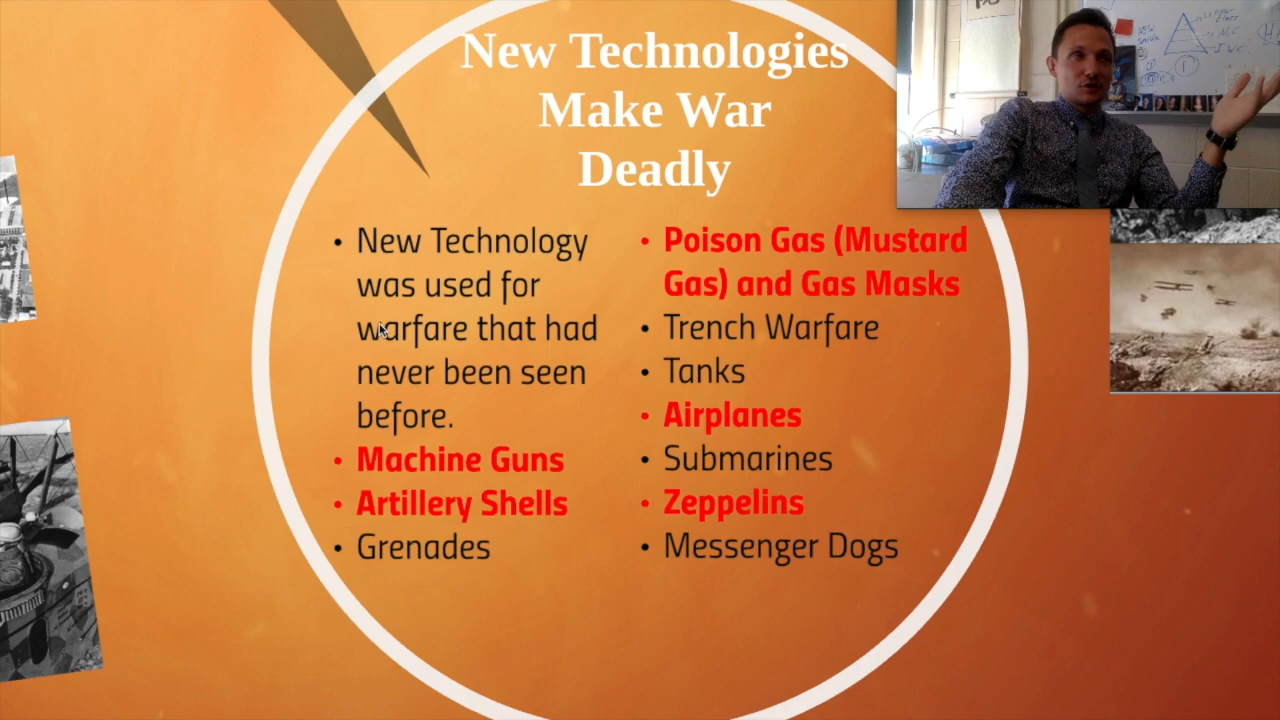 New Technologies
Make War
Deadly
• New Technology
was used for
warfare that had
never been seen
before.
• Machine Guns
• Artillery Shells
• Grenades
• Poison Gas (Mustard
Gas) and Gas Masks
• Trench Warfare
• Tanks
• Airplanes
• Submarines
• Zeppelins
• Messenger Dogs